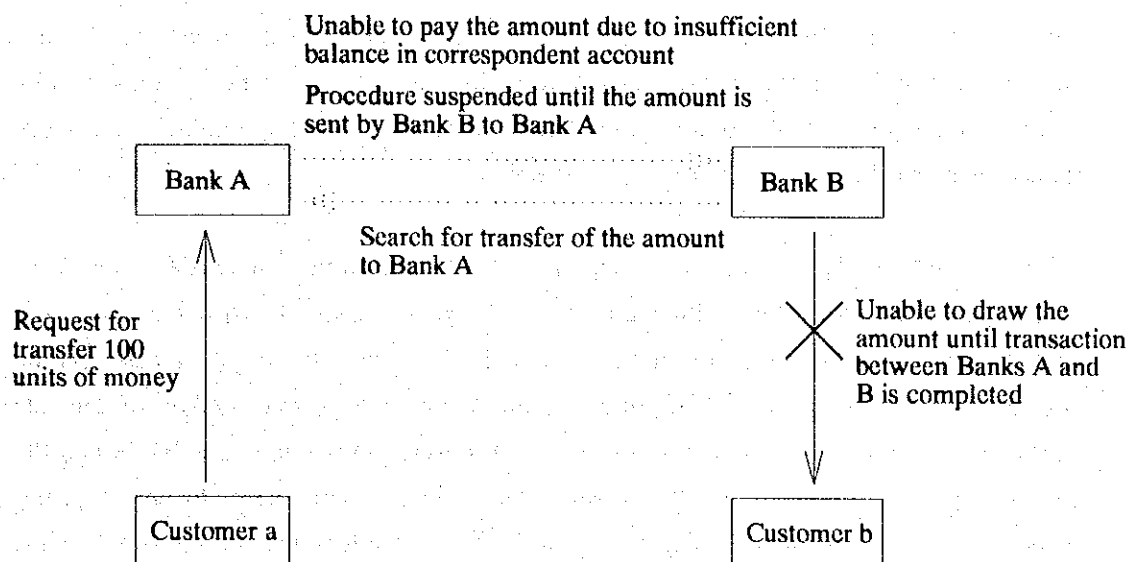 Unable to pay the amount due to insufficient
balance in correspondent account
Procedure suspended until the amount is
sent by Bank B to Bank A
Bank A
Bank B
Search for transfer of the amount
to Bank A
Request for
transfer 100
units of money
Unable to draw the
amount until transaction
between Banks A and
B is completed
Customer a
Customer b